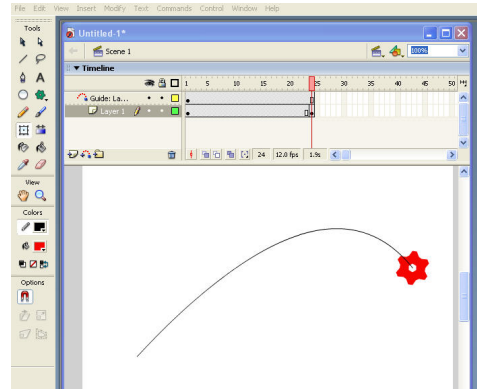 File Edit View Insert Modify Text Commands Control Window Help
Tools
Untitled-1*
Scene 1
100%
Timeline
1 5 10 15 20 25 30 35 40 45 50
Guide: La...
Layer 1
24 12.0 fps 1.9s
View
Colors
Options